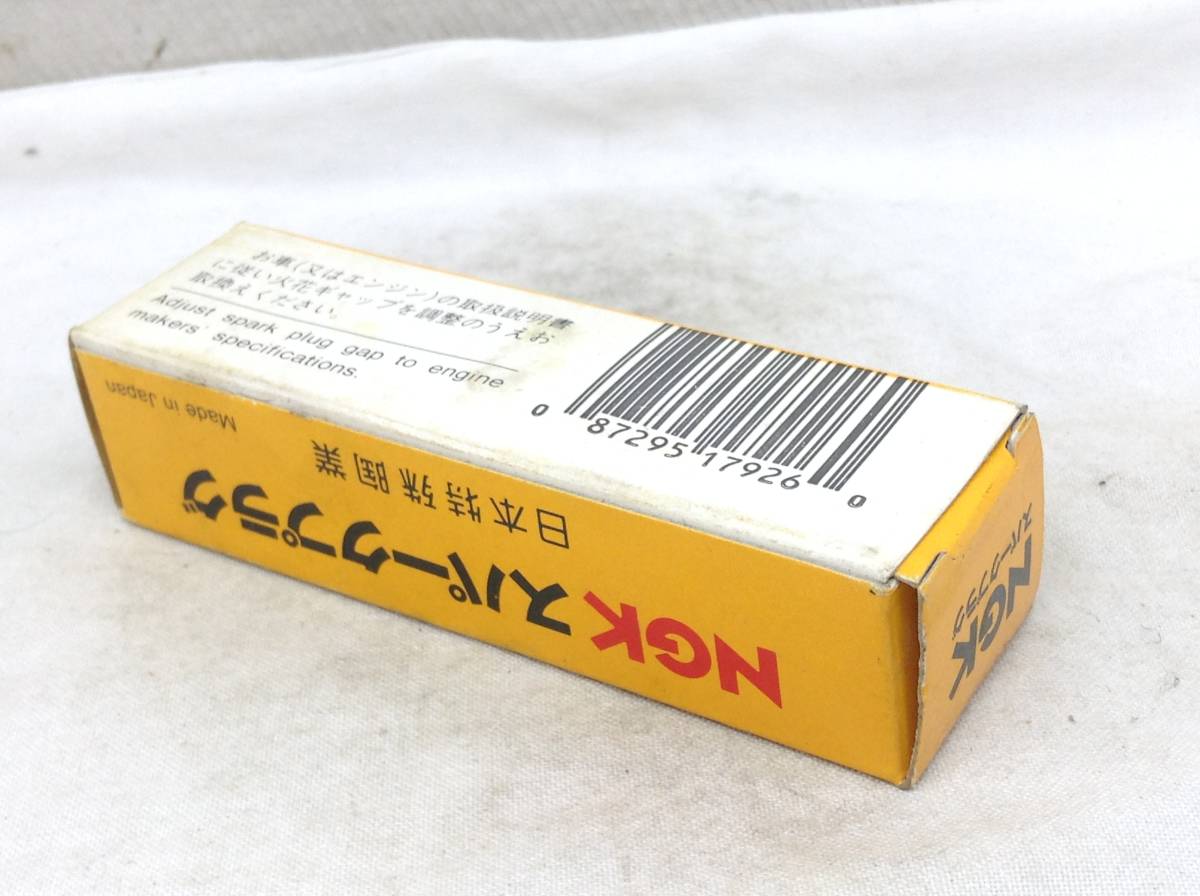 お車(又はエンジン)の取扱説明書
に従い火花ギャップを調整のうえお
取換えください.
Adjust spark plug gap to engine
makers' specifications.
0 87295 17926 0
NGK スパークプラグ
日本特殊陶業
Made in Japan
NGK
スパークプラグ